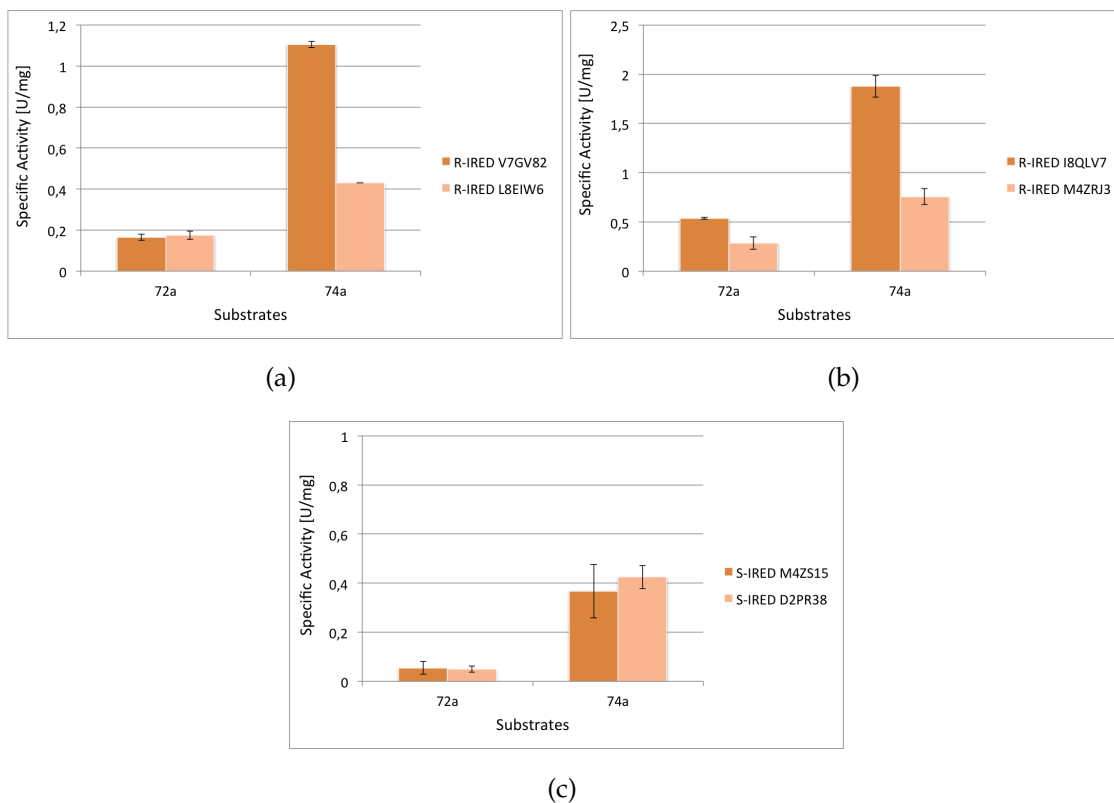 1,2
1
0,8
0,6
0,4
0,2
0
Specific Activity [U/mg]
72a 74a
Substrates
R-IRED V7GV82
R-IRED L8EIW6
(a)
2,5
2
1,5
1
0,5
0
Specific Activity [U/mg]
72a 74a
Substrates
R-IRED I8QLV7
R-IRED M4ZRJ3
(b)
1
0,8
0,6
0,4
0,2
0
Specific Activity [U/mg]
72a 74a
Substrates
S-IRED M4ZS15
S-IRED D2PR38
(c)